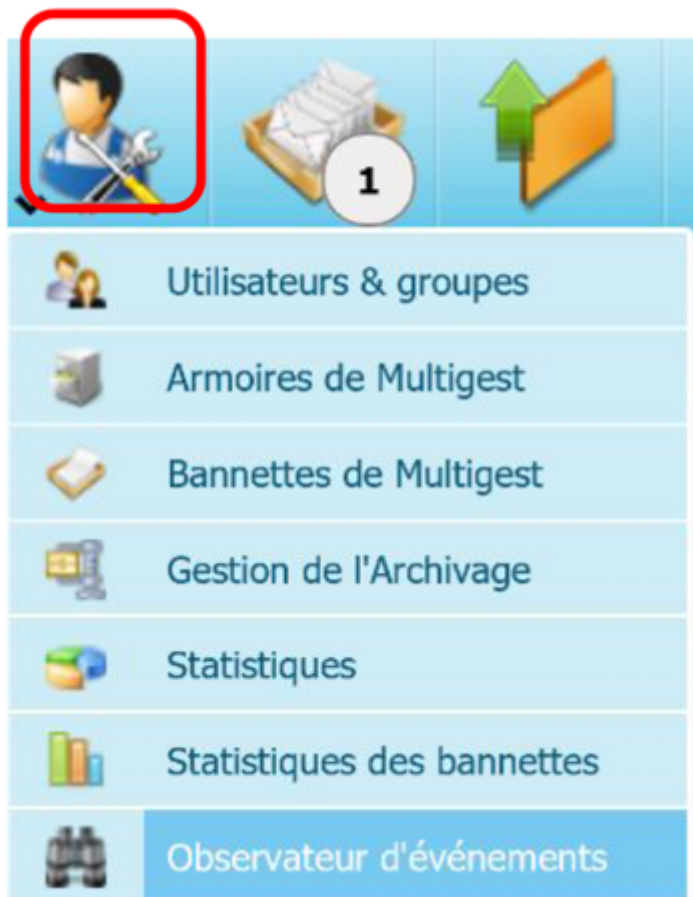 1
Utilisateurs & groupes
Armoires de Multigest
Bannettes de Multigest
Gestion de l'Archivage
Statistiques
Statistiques des bannettes
Observateur d'événements